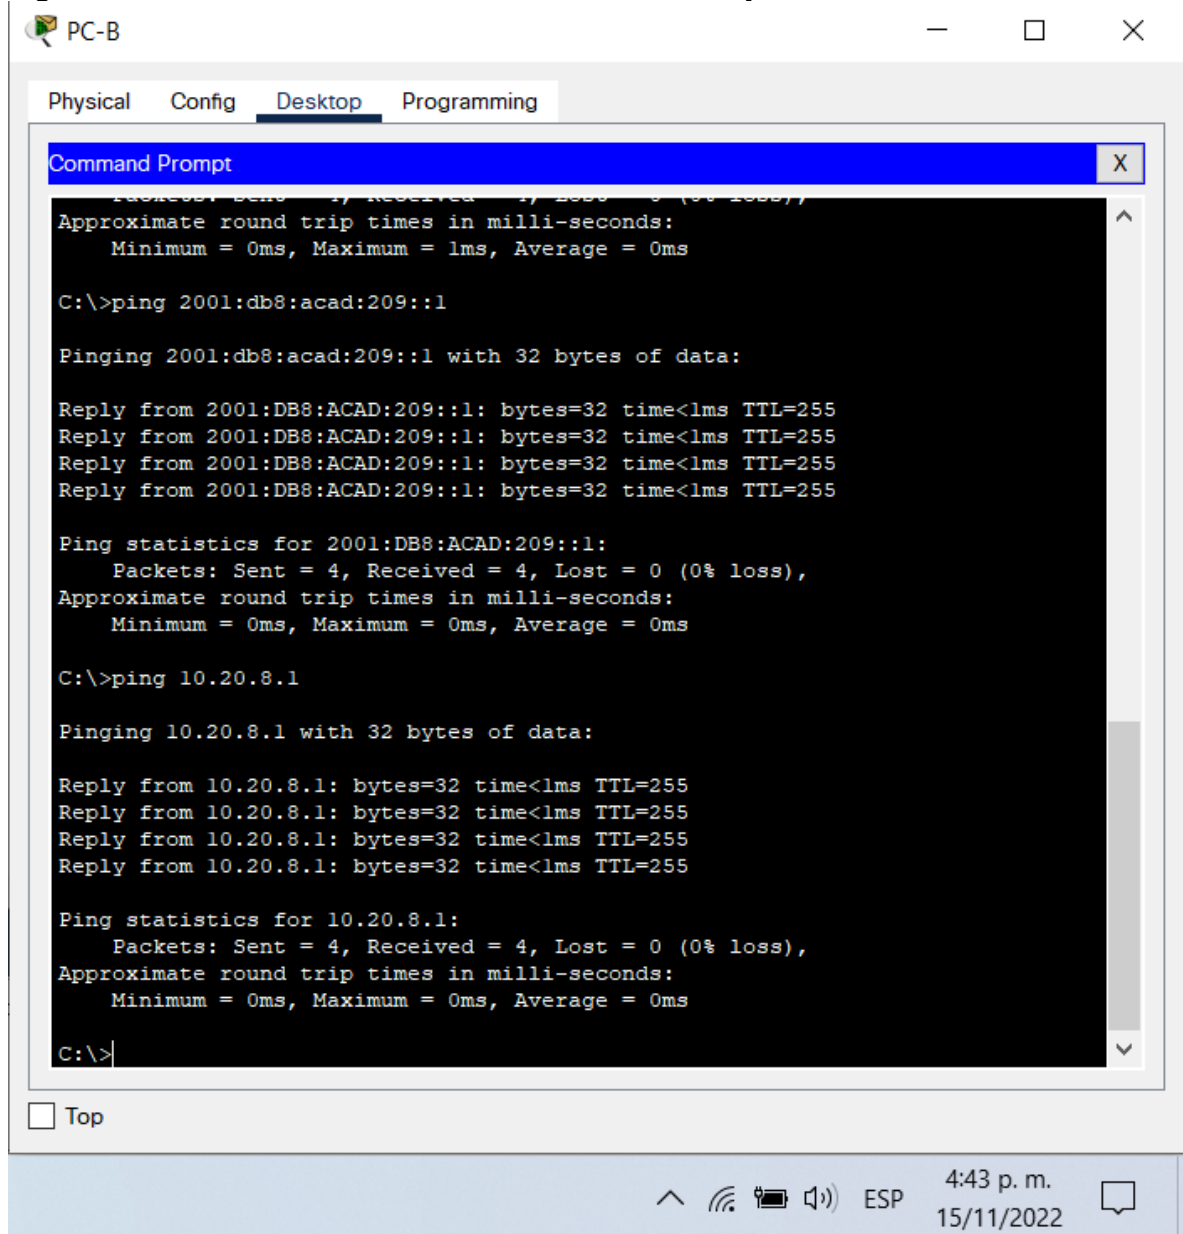 PC-B
Physical Config Desktop Programming
Command Prompt X
Packets: Sent = 4, Received = 4, Lost = 0 (0% loss),
Approximate round trip times in milli-seconds:
Minimum = 0ms, Maximum = 1ms, Average = 0ms
C:\>ping 2001:db8:acad:209::1
Pinging 2001:db8:acad:209::1 with 32 bytes of data:
Reply from 2001:DB8:ACAD:209::1: bytes=32 time<1ms TTL=255
Reply from 2001:DB8:ACAD:209::1: bytes=32 time<1ms TTL=255
Reply from 2001:DB8:ACAD:209::1: bytes=32 time<1ms TTL=255
Reply from 2001:DB8:ACAD:209::1: bytes=32 time<1ms TTL=255
Ping statistics for 2001:DB8:ACAD:209::1:
Packets: Sent = 4, Received = 4, Lost = 0 (0% loss),
Approximate round trip times in milli-seconds:
Minimum = 0ms, Maximum = 0ms, Average = 0ms
C:\>ping 10.20.8.1
Pinging 10.20.8.1 with 32 bytes of data:
Reply from 10.20.8.1: bytes=32 time<1ms TTL=255
Reply from 10.20.8.1: bytes=32 time<1ms TTL=255
Reply from 10.20.8.1: bytes=32 time<1ms TTL=255
Reply from 10.20.8.1: bytes=32 time<1ms TTL=255
Ping statistics for 10.20.8.1:
Packets: Sent = 4, Received = 4, Lost = 0 (0% loss),
Approximate round trip times in milli-seconds:
Minimum = 0ms, Maximum = 0ms, Average = 0ms
C:\>
Top
ESP
4:43 p. m.
15/11/2022